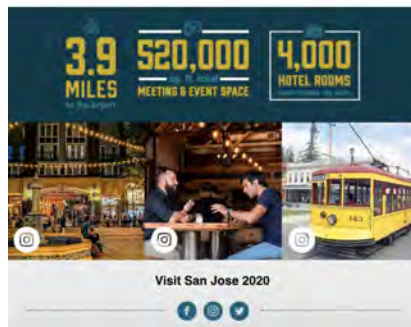 3.9
MILES
to the airport
520,000
sq. ft. total
MEETING & EVENT SPACE
4,000
HOTEL ROOMS
Visit San Jose 2020